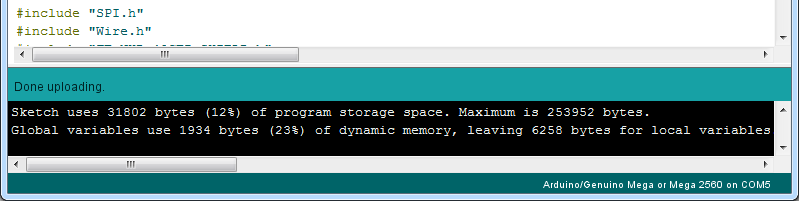 #include "SPI.h"
#include "Wire.h"
Done uploading.
Sketch uses 31802 bytes (12%) of program storage space. Maximum is 253952 bytes.
Global variables use 1934 bytes (23%) of dynamic memory, leaving 6258 bytes for local variables
Arduino/Genuino Mega or Mega 2560 on COM5